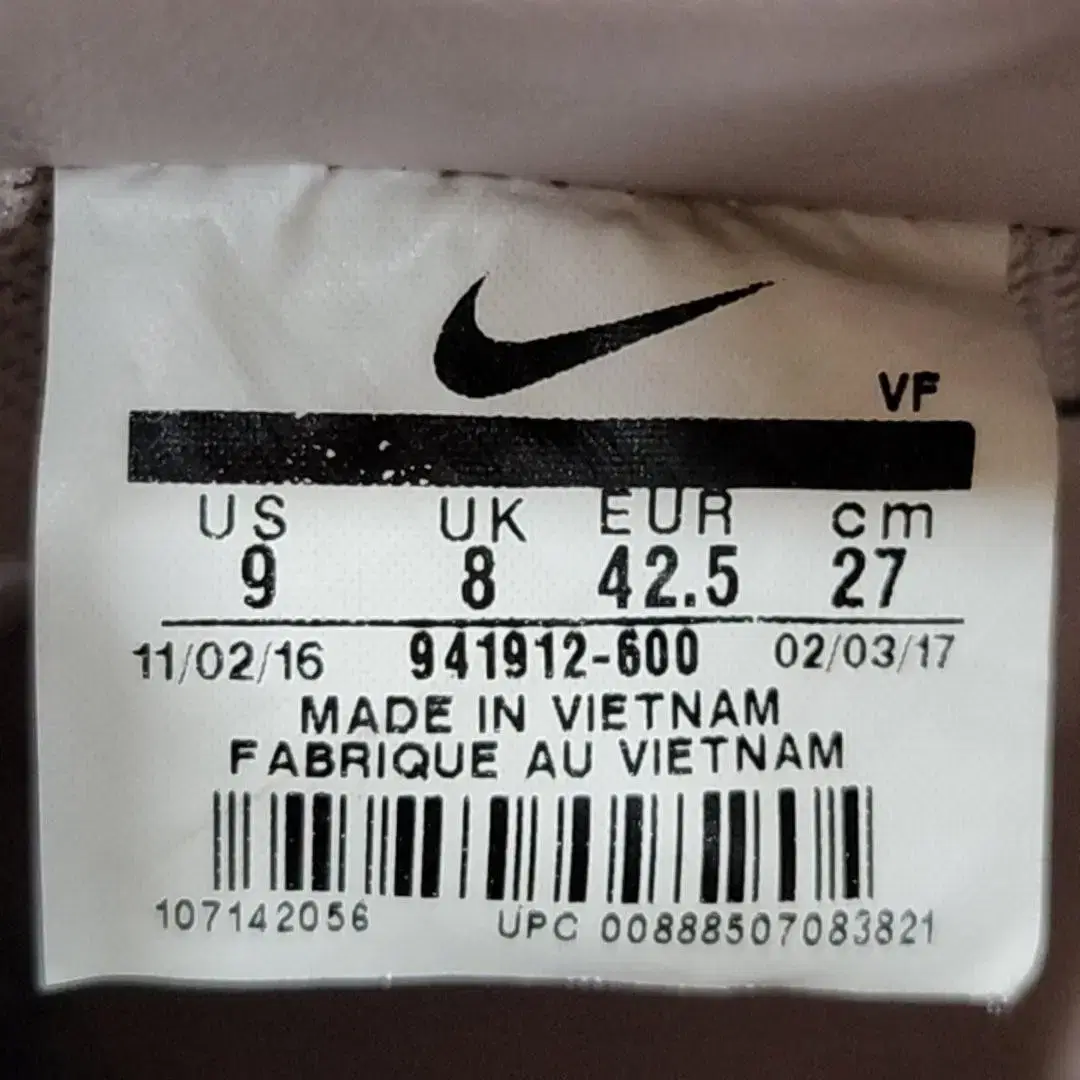 VF
US UK EUR cm
9 8 42.5 27
11/02/16 941912-600 02/03/17
MADE IN VIETNAM
FABRIQUE AU VIETNAM
107142056 UPC 00888507083821